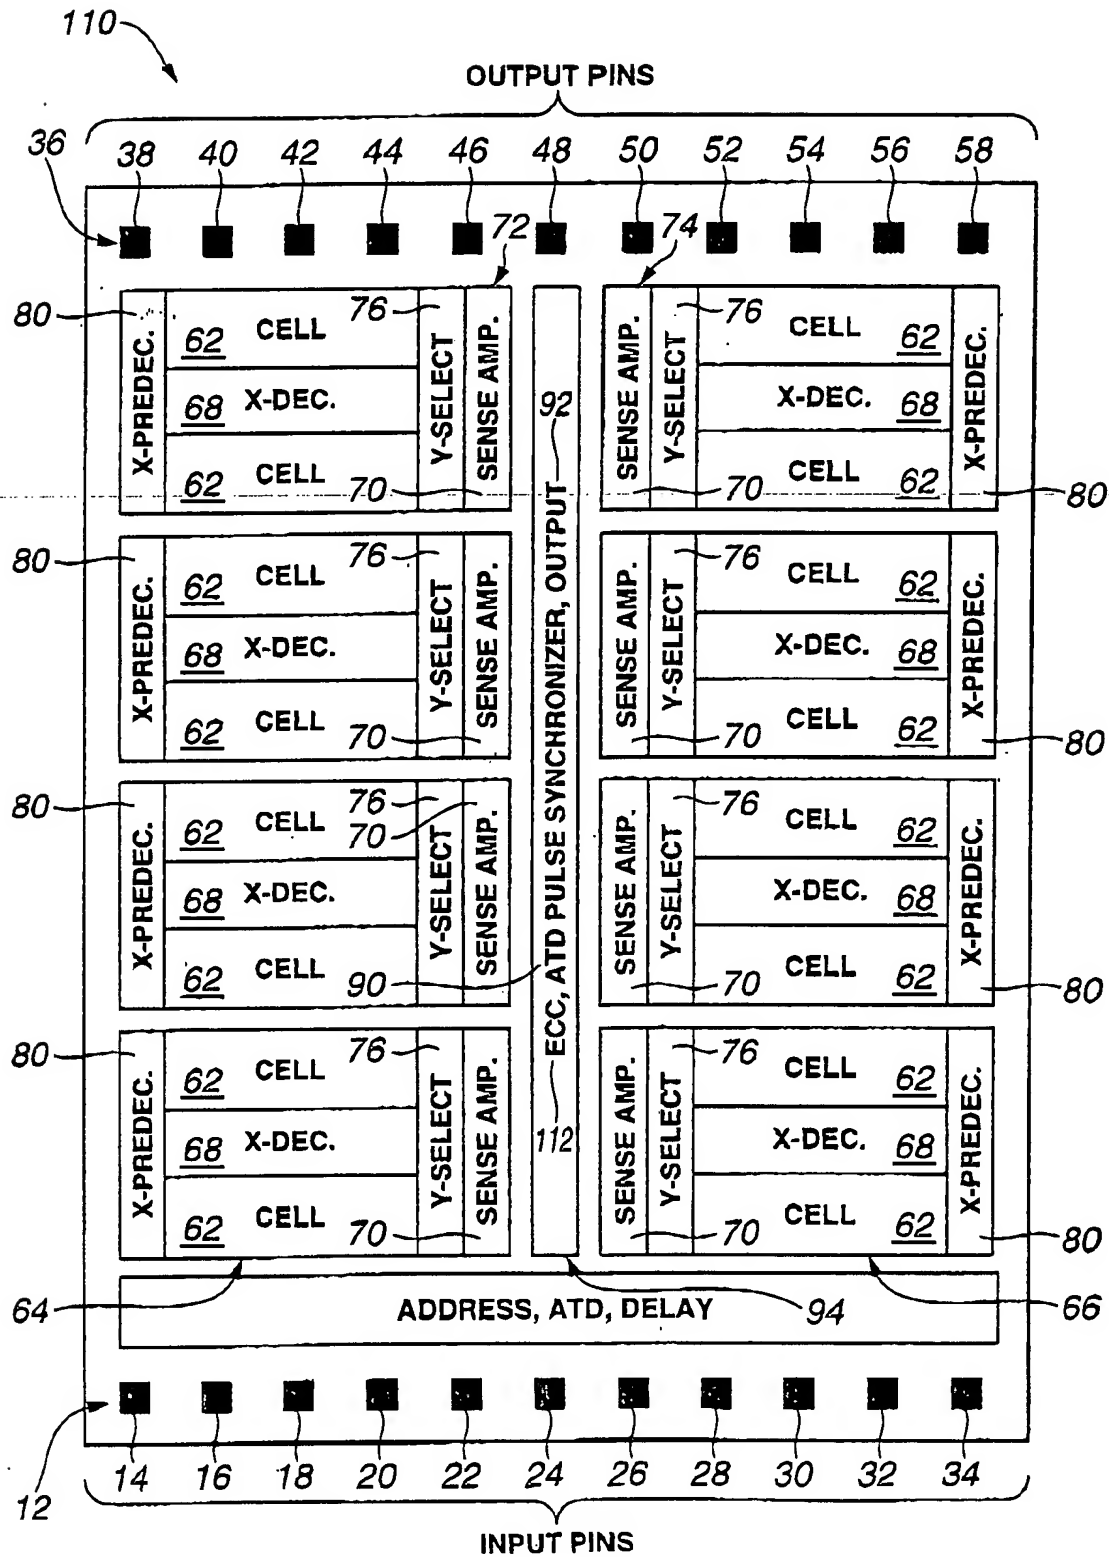 110
OUTPUT PINS
36 38 40 42 44 46 48 50 52 54 56 58
72 74
80 X-PREDEC. 62 CELL 76 Y-SELECT SENSE AMP. SENSE AMP. Y-SELECT 76 CELL 62 X-PREDEC.
68 X-DEC. X-DEC. 68
62 CELL 70 70 CELL 62 80
80 X-PREDEC. 62 CELL 76 Y-SELECT SENSE AMP. SENSE AMP. Y-SELECT 76 CELL 62 X-PREDEC.
68 X-DEC. X-DEC. 68
62 CELL 70 70 CELL 62 80
80 X-PREDEC. 62 CELL 76 70 Y-SELECT SENSE AMP. SENSE AMP. Y-SELECT 76 CELL 62 X-PREDEC.
68 X-DEC. X-DEC. 68
62 CELL 90 70 CELL 62 80
80 X-PREDEC. 62 CELL 76 Y-SELECT SENSE AMP. SENSE AMP. Y-SELECT 76 CELL 62 X-PREDEC.
68 X-DEC. X-DEC. 68
62 CELL 70 70 CELL 62 80
112 ECC, ATD PULSE SYNCHRONIZER, OUTPUT 92
64 ADDRESS, ATD, DELAY 94 66
12 14 16 18 20 22 24 26 28 30 32 34
INPUT PINS